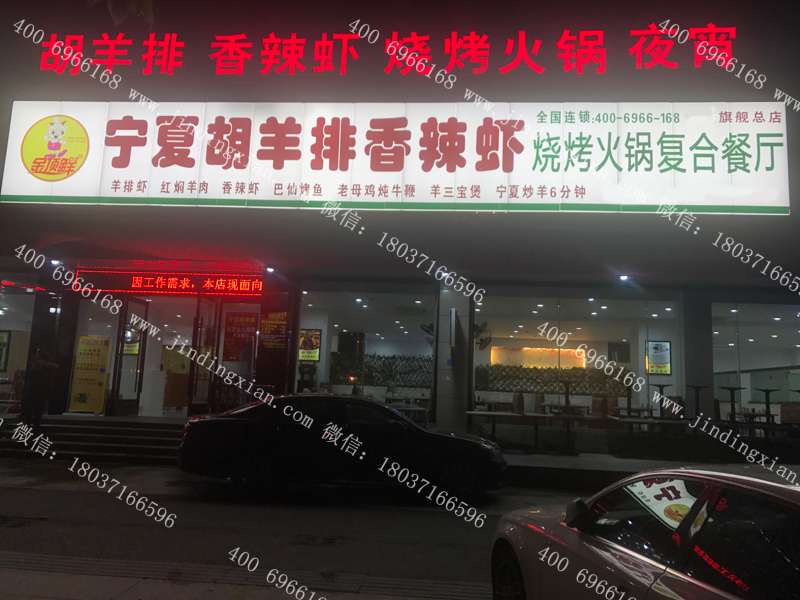 胡羊排 香辣虾 烧烤火锅 夜宵
金顶鲜
宁夏胡羊排香辣虾
全国连锁:400-6966-168 旗舰总店
烧烤火锅复合餐厅
羊排虾 红焖羊肉 香辣虾 巴仙烤鱼 老母鸡炖牛鞭 羊三宝煲 宁夏炒羊6分钟
因工作需求,本店现面向
400 6966168
www.jindingxian.com
微信:18037166596